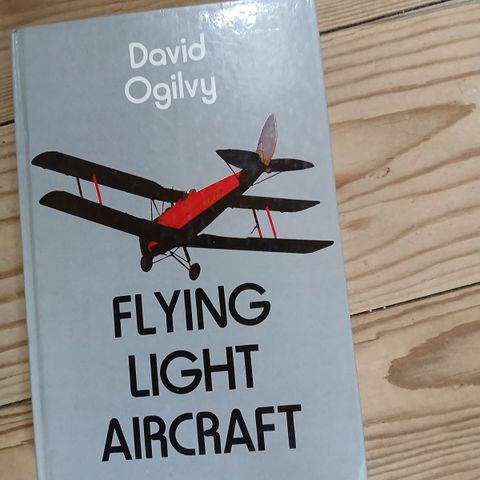 David
Ogilvy
FLYING
LIGHT
AIRCRAFT